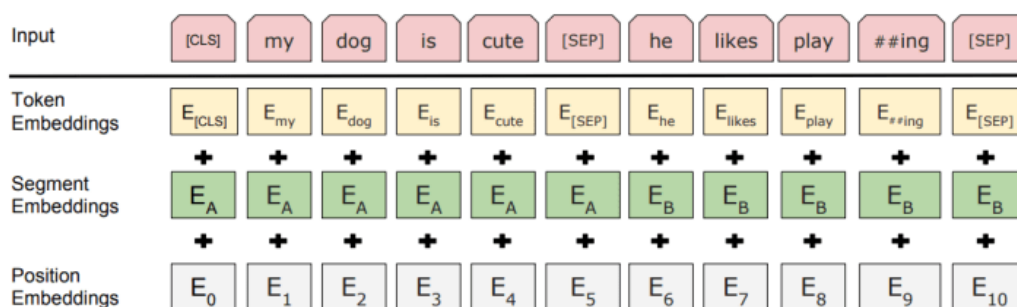 Input [CLS] my dog is cute [SEP] he likes play ##ing [SEP]
Token
Embeddings E[CLS] Emy Edog Eis Ecute E[SEP] Ehe Elikes Eplay E##ing E[SEP]
+ + + + + + + + + + +
Segment
Embeddings EA EA EA EA EA EA EB EB EB EB EB
+ + + + + + + + + + +
Position
Embeddings E0 E1 E2 E3 E4 E5 E6 E7 E8 E9 E10